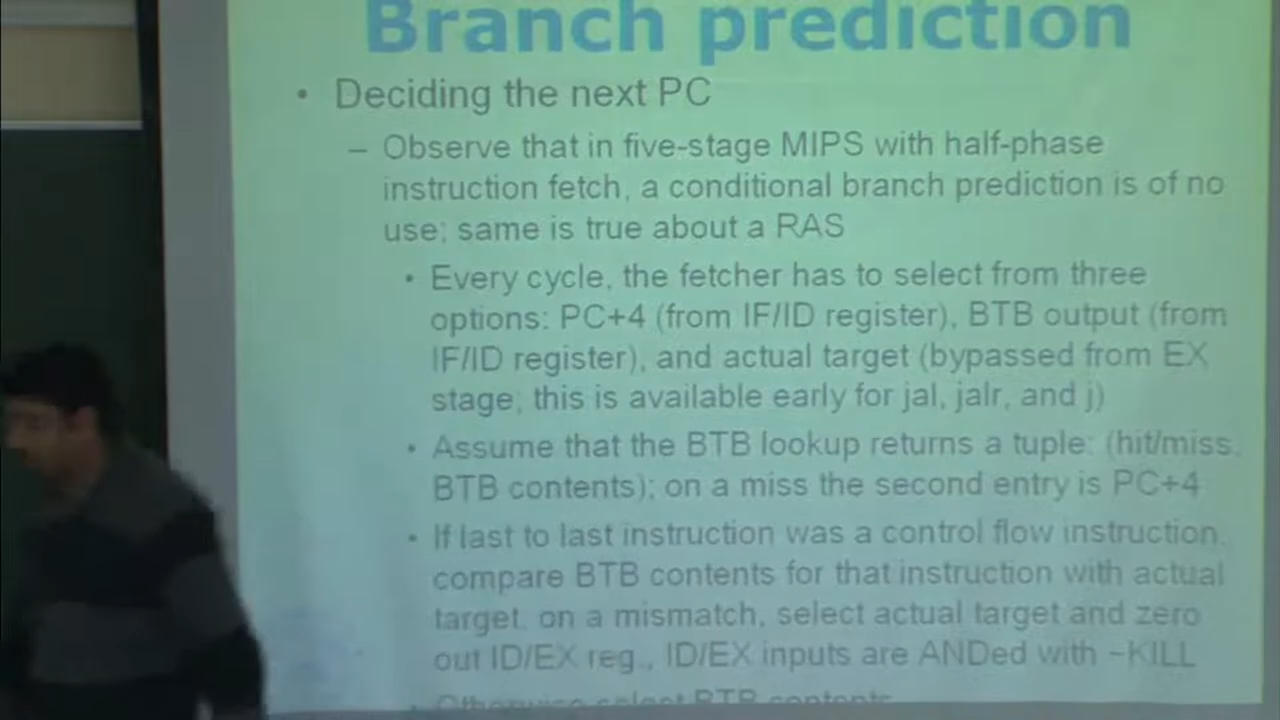 Branch prediction
• Deciding the next PC
– Observe that in five-stage MIPS with half-phase
instruction fetch, a conditional branch prediction is of no
use; same is true about a RAS
• Every cycle, the fetcher has to select from three
options: PC+4 (from IF/ID register), BTB output (from
IF/ID register), and actual target (bypassed from EX
stage; this is available early for jal, jalr, and j)
• Assume that the BTB lookup returns a tuple: (hit/miss,
BTB contents); on a miss the second entry is PC+4
• If last to last instruction was a control flow instruction,
compare BTB contents for that instruction with actual
target, on a mismatch, select actual target and zero
out ID/EX reg., ID/EX inputs are ANDed with ~KILL
• Otherwise select BTB contents